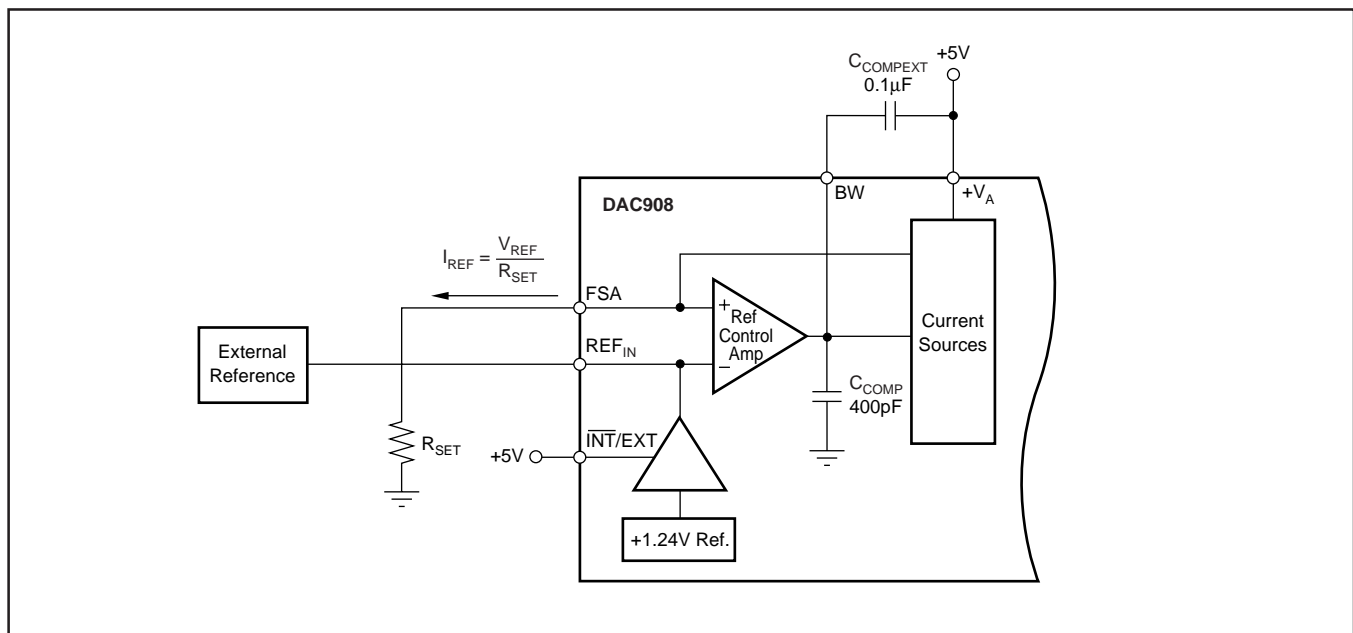 +5V
C_COMPEXT
0.1μF
BW
+V_A
DAC908
I_REF = V_REF / R_SET
FSA
+
Ref
Control
Amp
−
Current
Sources
REF_IN
External
Reference
C_COMP
400pF
R_SET
+5V
I̅N̅T̅/EXT
+1.24V Ref.